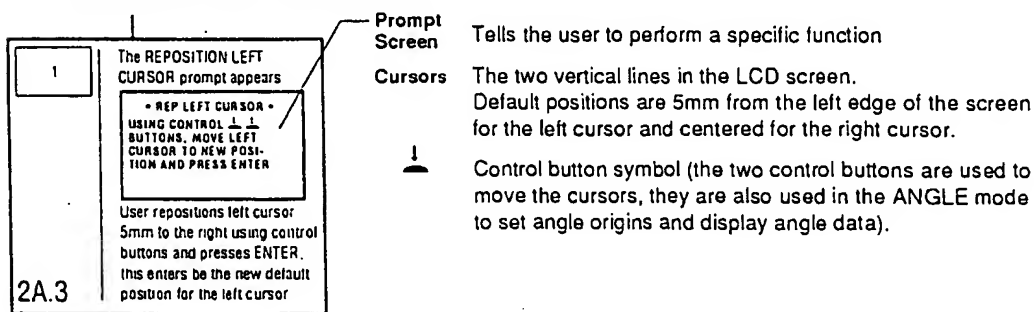 1
The REPOSITION LEFT
CURSOR prompt appears
• REP LEFT CURSOR •
USING CONTROL
BUTTONS, MOVE LEFT
CURSOR TO NEW POSI-
TION AND PRESS ENTER
User repositions left cursor
5mm to the right using control
buttons and presses ENTER,
this enters be the new default
position for the left cursor
2A.3
Prompt
Screen
Tells the user to perform a specific function
Cursors
The two vertical lines in the LCD screen.
Default positions are 5mm from the left edge of the screen
for the left cursor and centered for the right cursor.
Control button symbol (the two control buttons are used to
move the cursors, they are also used in the ANGLE mode
to set angle origins and display angle data).